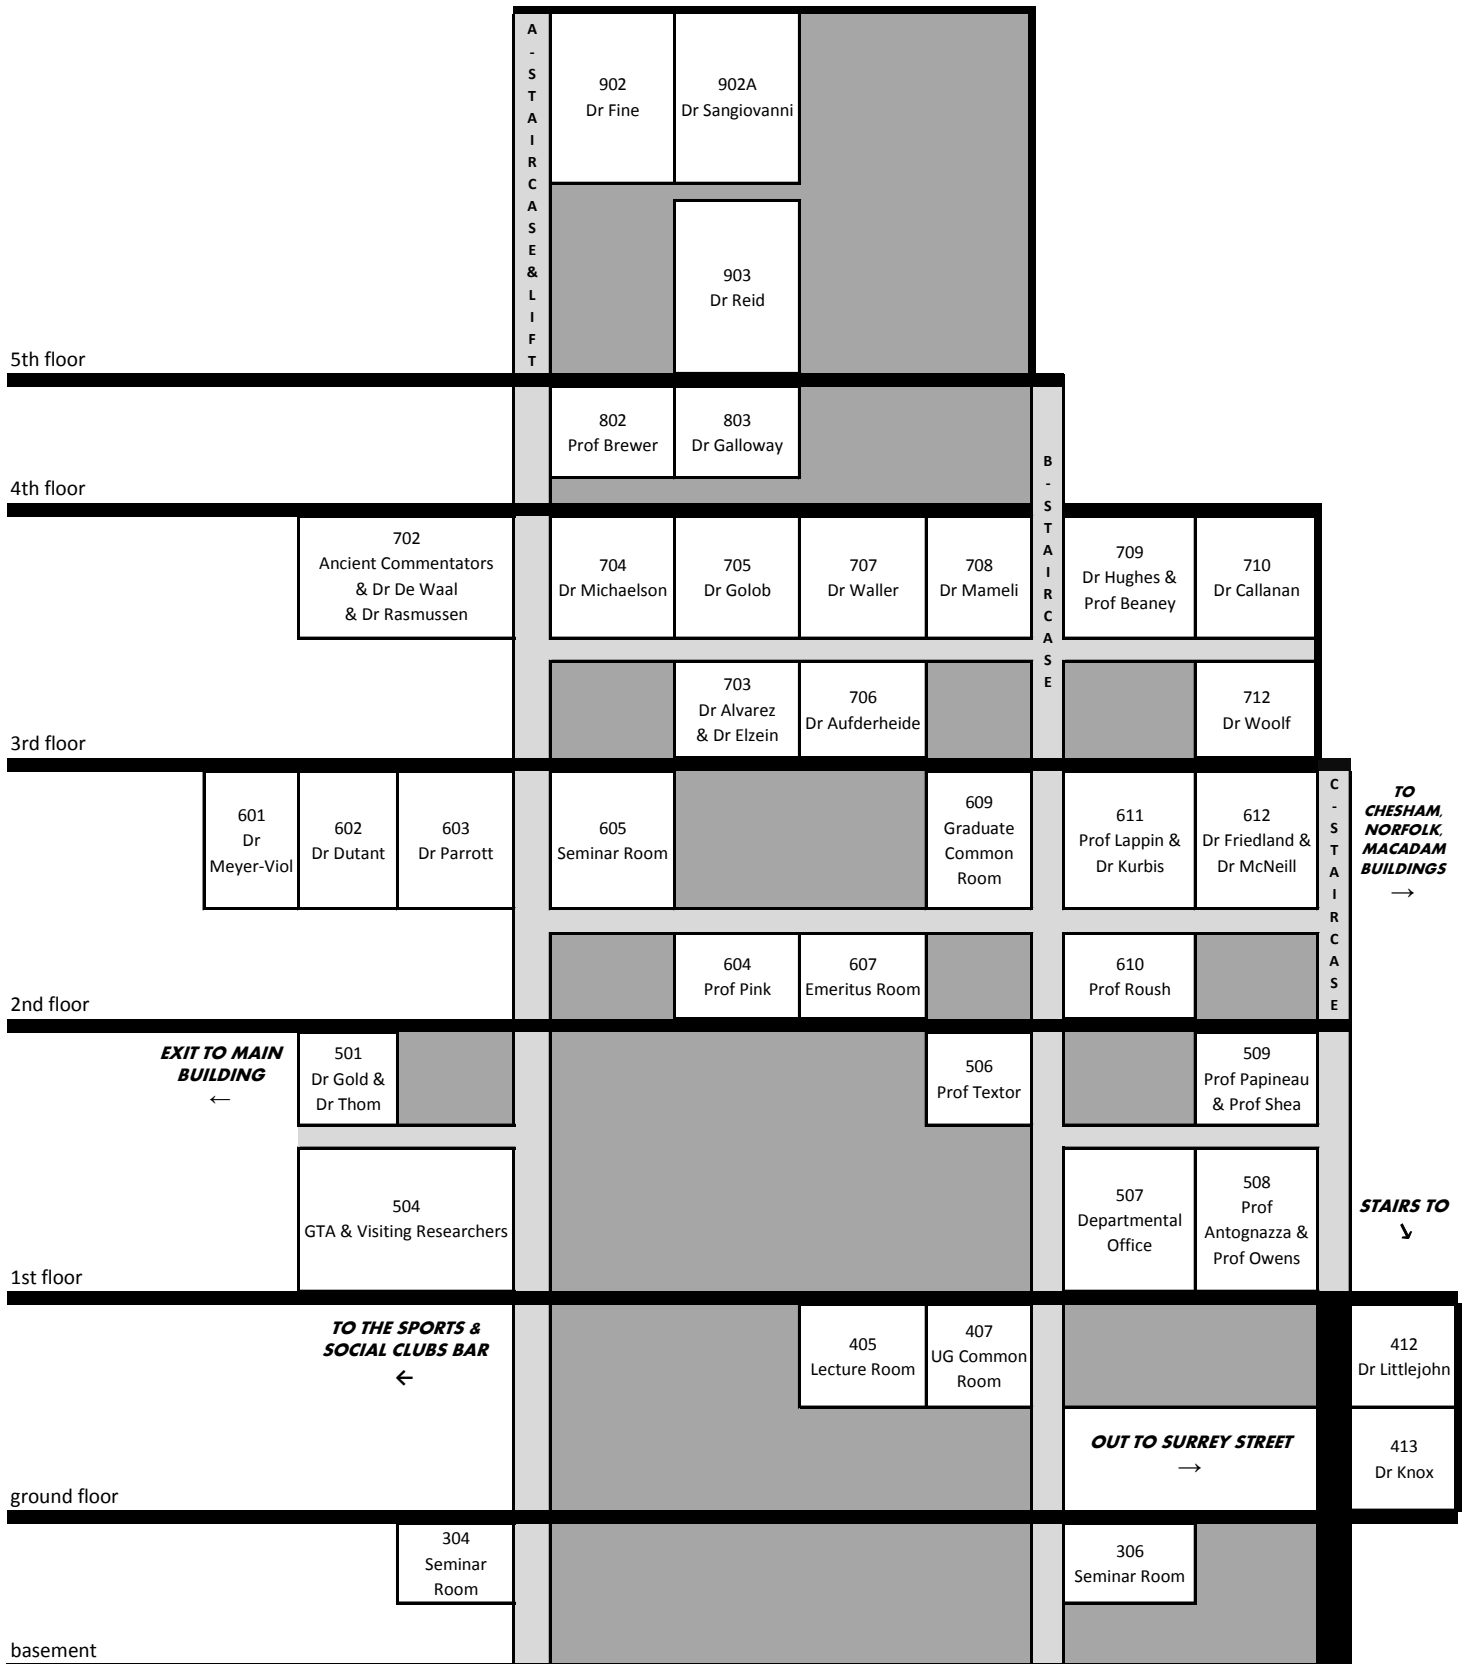 A-STAIRCASE&LIFT
902
Dr Fine
902A
Dr Sangiovanni
903
Dr Reid
5th floor
802
Prof Brewer
803
Dr Galloway
4th floor
B-STAIRCASE
702
Ancient Commentators
& Dr De Waal
& Dr Rasmussen
704
Dr Michaelson
705
Dr Golob
707
Dr Waller
708
Dr Mameli
709
Dr Hughes &
Prof Beaney
710
Dr Callanan
703
Dr Alvarez
& Dr Elzein
706
Dr Aufderheide
712
Dr Woolf
3rd floor
601
Dr
Meyer-Viol
602
Dr Dutant
603
Dr Parrott
605
Seminar Room
609
Graduate
Common
Room
611
Prof Lappin &
Dr Kurbis
612
Dr Friedland &
Dr McNeill
C-STAIRCASE
TO
CHESHAM,
NORFOLK,
MACADAM
BUILDINGS
→
604
Prof Pink
607
Emeritus Room
610
Prof Roush
2nd floor
EXIT TO MAIN
BUILDING
←
501
Dr Gold &
Dr Thom
506
Prof Textor
509
Prof Papineau
& Prof Shea
504
GTA & Visiting Researchers
507
Departmental
Office
508
Prof
Antognazza &
Prof Owens
STAIRS TO
↘
1st floor
TO THE SPORTS &
SOCIAL CLUBS BAR
←
405
Lecture Room
407
UG Common
Room
412
Dr Littlejohn
OUT TO SURREY STREET
→
413
Dr Knox
ground floor
304
Seminar
Room
306
Seminar Room
basement